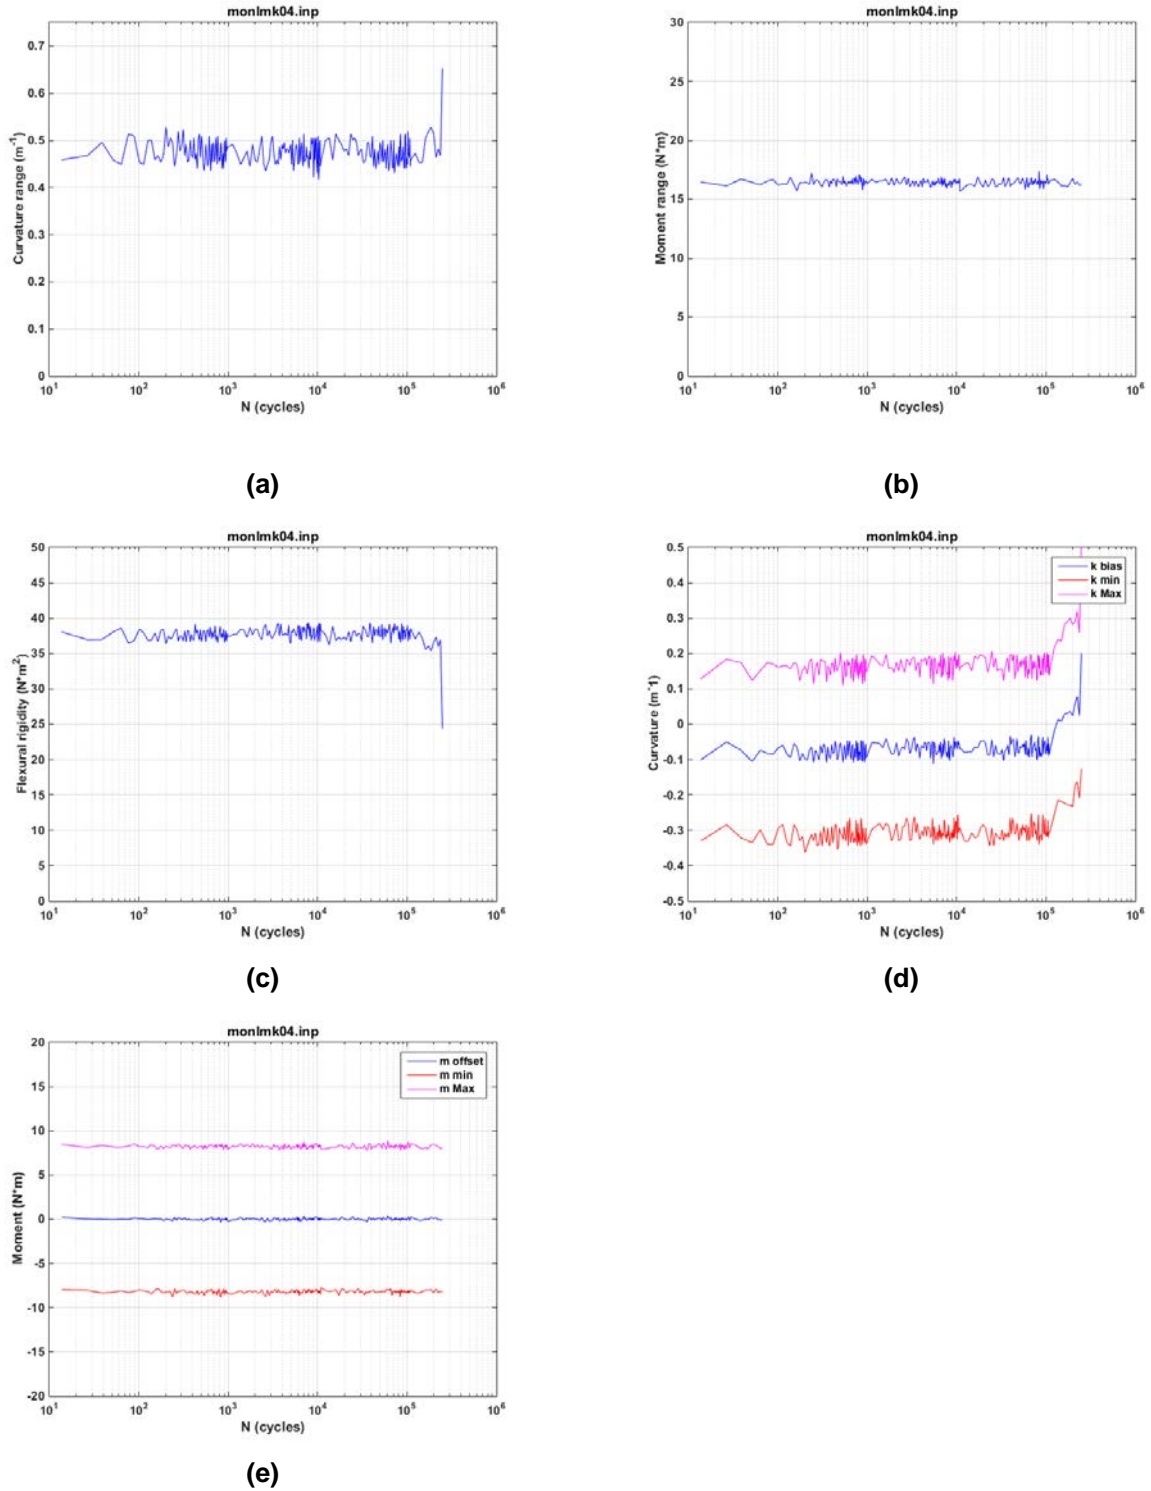 monlmk04.inp
Curvature range (m⁻¹)
0.7
0.6
0.5
0.4
0.3
0.2
0.1
0
10¹ 10² 10³ 10⁴ 10⁵ 10⁶
N (cycles)
(a)
monlmk04.inp
Moment range (N*m)
30
25
20
15
10
5
0
10¹ 10² 10³ 10⁴ 10⁵ 10⁶
N (cycles)
(b)
monlmk04.inp
Flexural rigidity (N*m²)
50
45
40
35
30
25
20
15
10
5
0
10¹ 10² 10³ 10⁴ 10⁵ 10⁶
N (cycles)
(c)
monlmk04.inp
k bias
k min
k Max
Curvature (m⁻1)
0.5
0.4
0.3
0.2
0.1
0
-0.1
-0.2
-0.3
-0.4
-0.5
10¹ 10² 10³ 10⁴ 10⁵ 10⁶
N (cycles)
(d)
monlmk04.inp
m offset
m min
m Max
Moment (N*m)
20
15
10
5
0
-5
-10
-15
-20
10¹ 10² 10³ 10⁴ 10⁵ 10⁶
N (cycles)
(e)